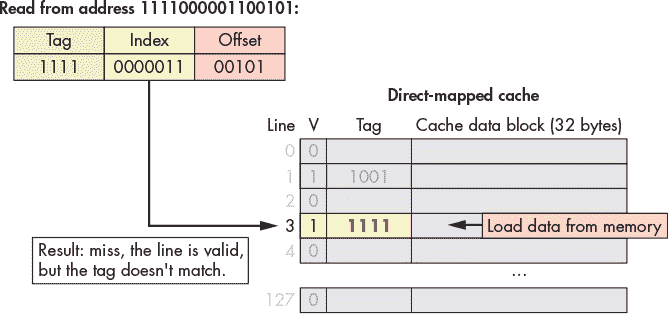 Read from address 1111000001100101:
Tag Index Offset
1111 0000011 00101
Direct-mapped cache
Line V Tag Cache data block (32 bytes)
0 0
1 1 1001
2 0
3 1 1111 Load data from memory
Result: miss, the line is valid,
but the tag doesn't match.
4 0
...
127 0